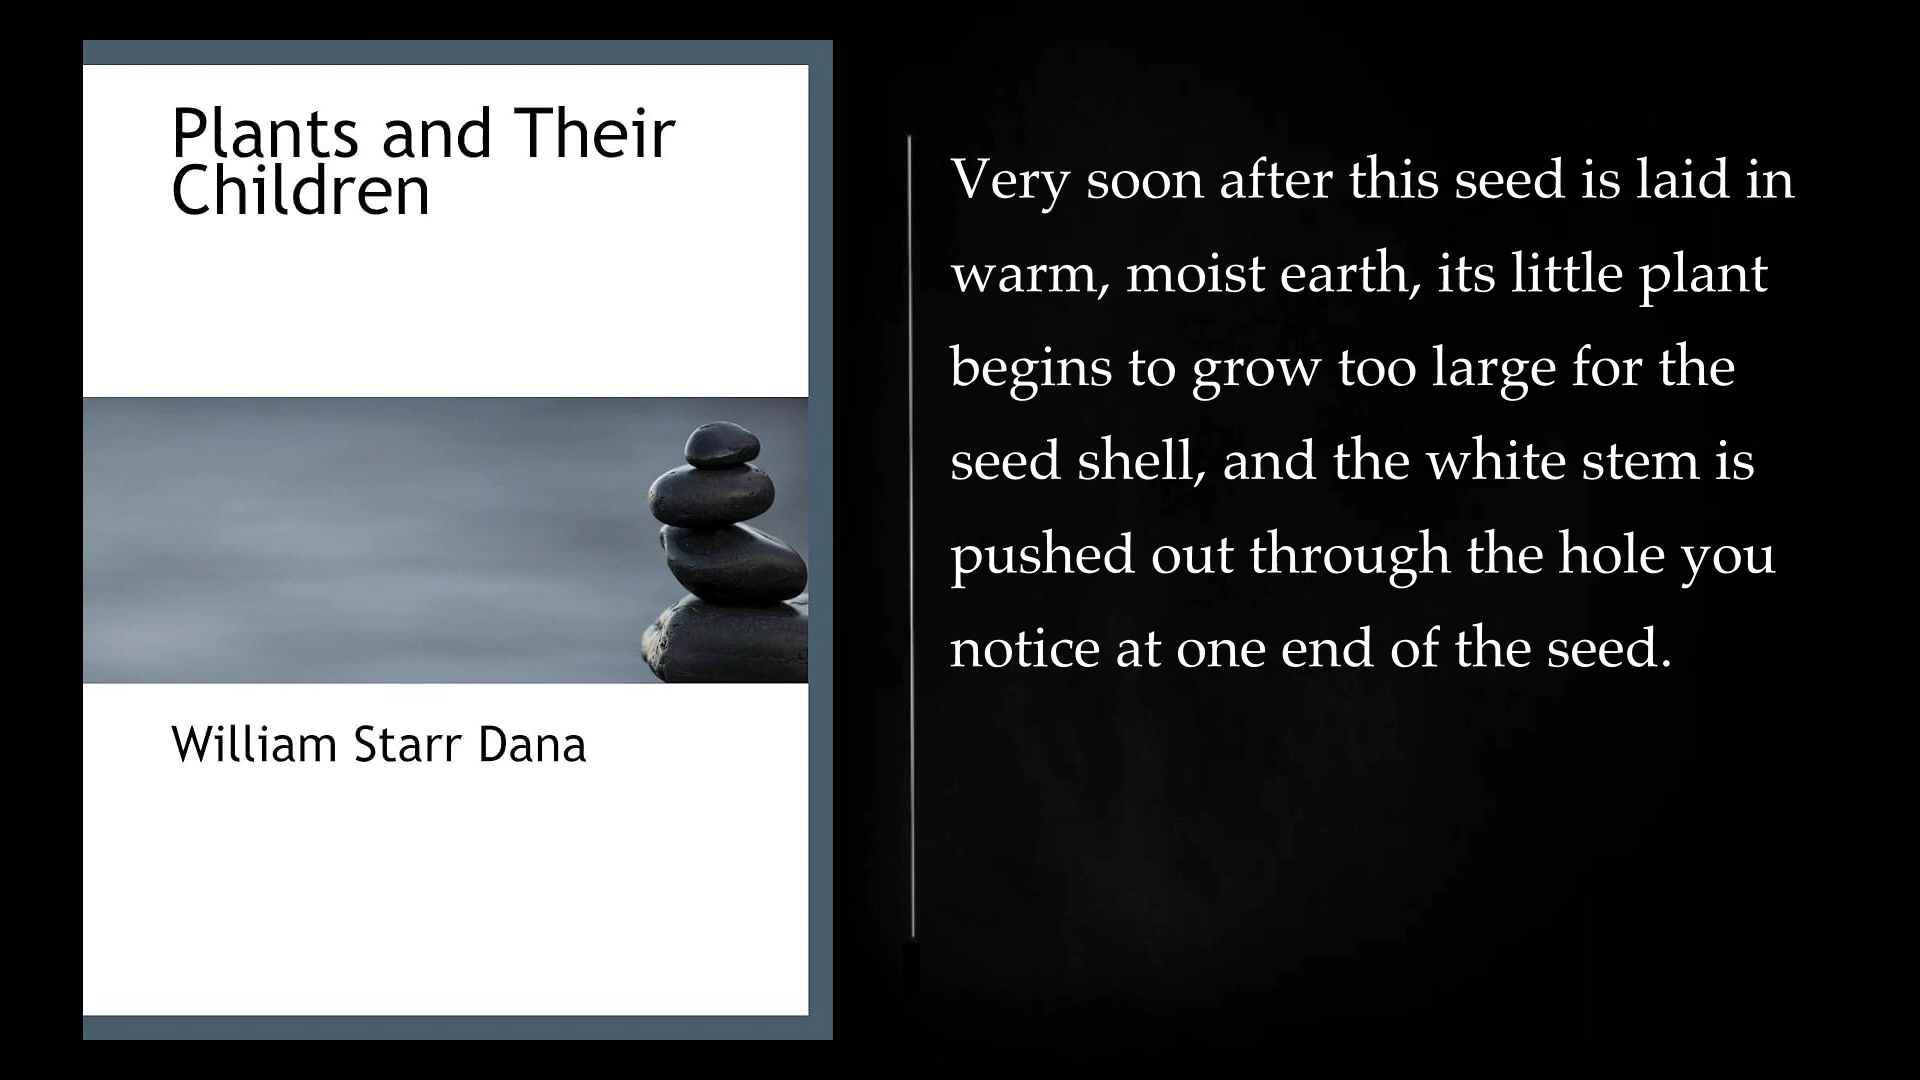 Plants and Their
Children
William Starr Dana
Very soon after this seed is laid in
warm, moist earth, its little plant
begins to grow too large for the
seed shell, and the white stem is
pushed out through the hole you
notice at one end of the seed.